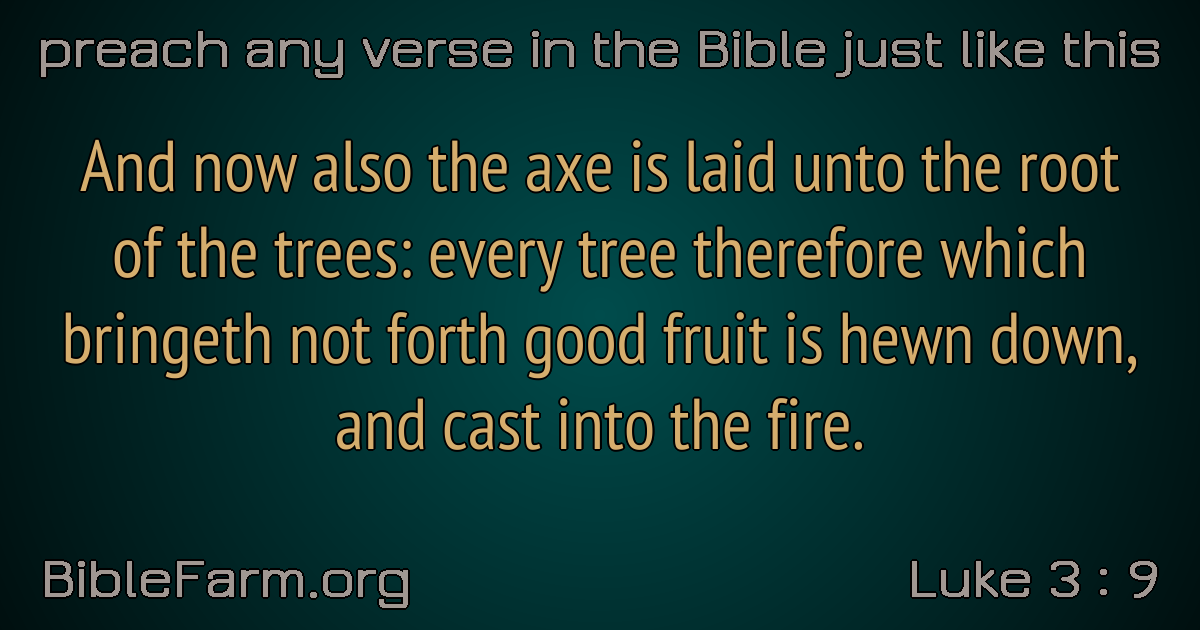 preach any verse in the Bible just like this
And now also the axe is laid unto the root
of the trees: every tree therefore which
bringeth not forth good fruit is hewn down,
and cast into the fire.
BibleFarm.org
Luke 3 : 9